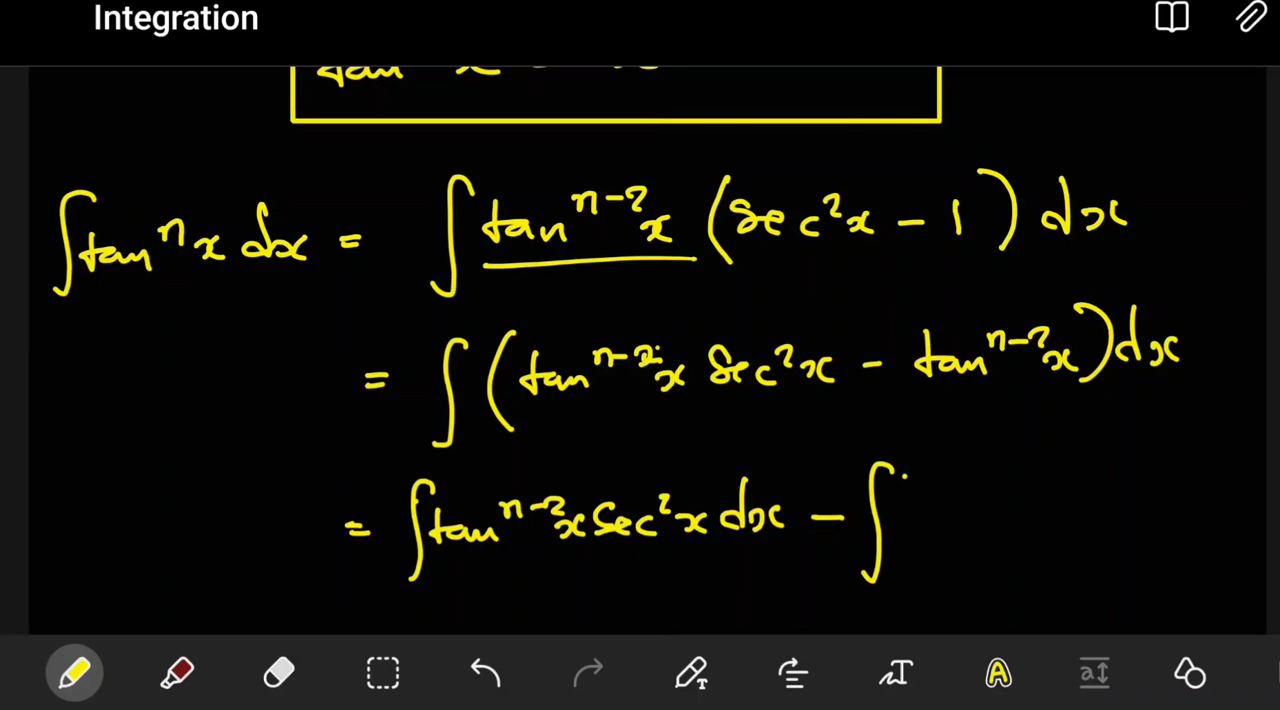 Integration
∫tanⁿx dx = ∫tanⁿ⁻²x (sec²x − 1) dx
= ∫(tanⁿ⁻²x sec²x − tanⁿ⁻²x) dx
= ∫tanⁿ⁻²x sec²x dx − ∫
T
T
A
a